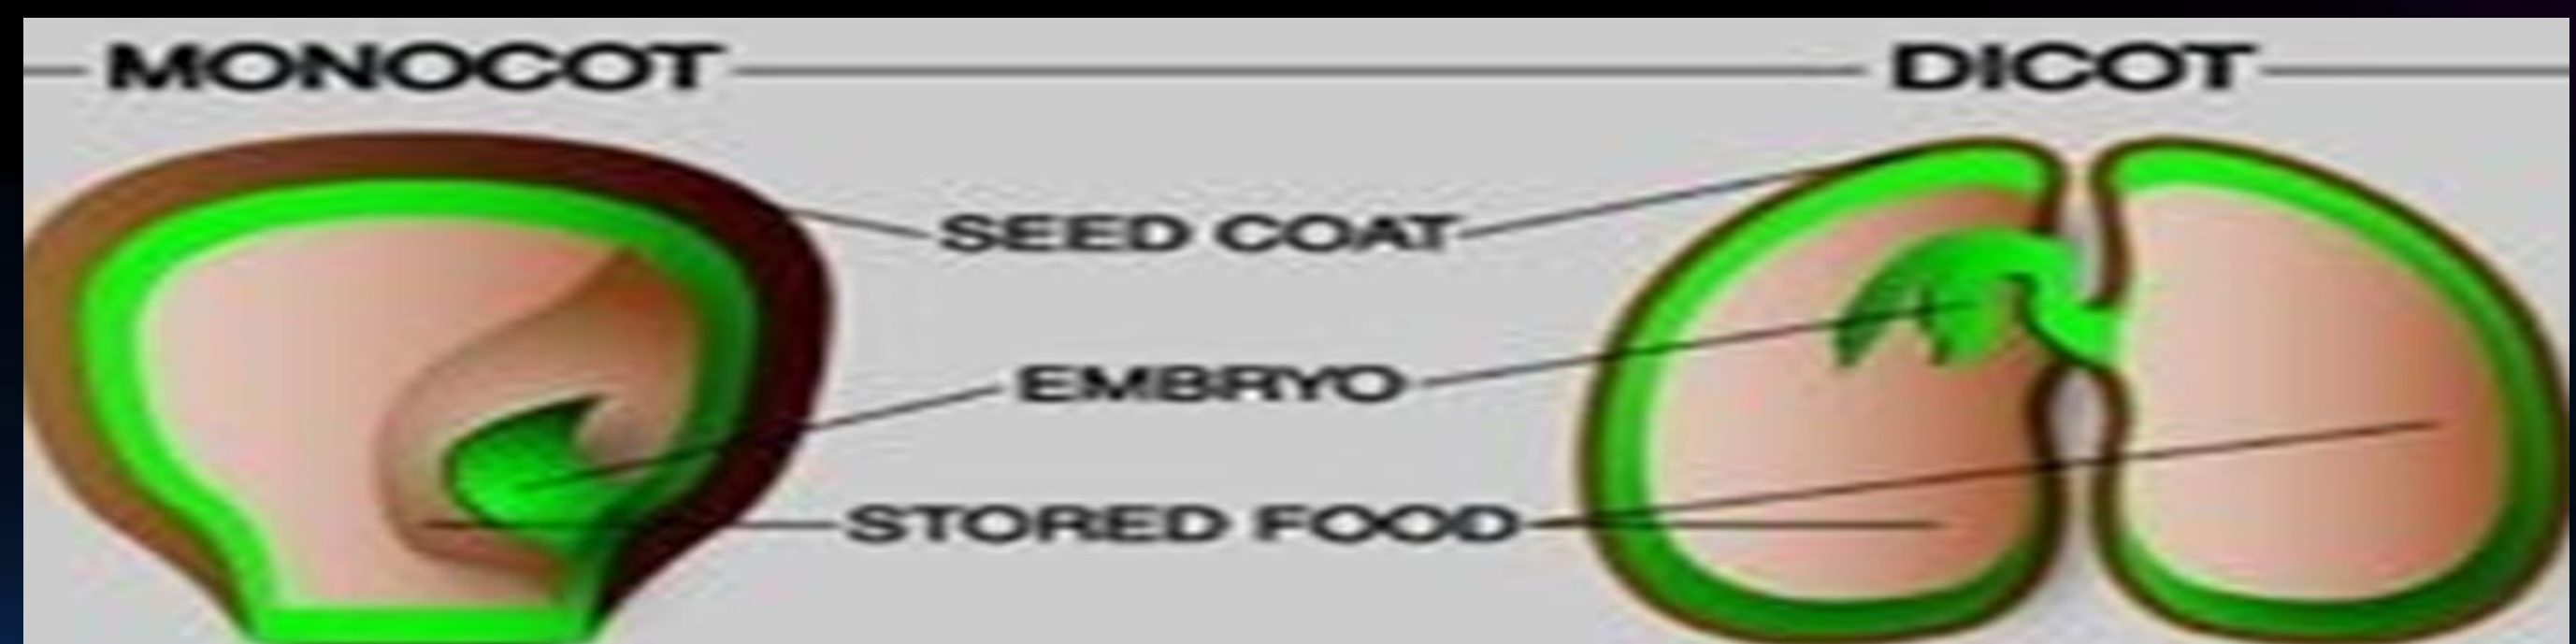 MONOCOT
DICOT
SEED COAT
EMBRYO
STORED FOOD